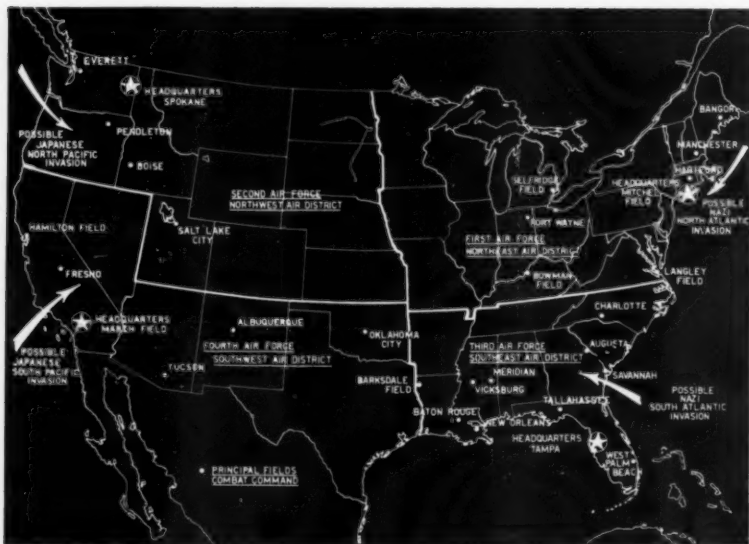 EVERETT
HEADQUARTERS
SPOKANE
POSSIBLE
JAPANESE
NORTH PACIFIC
INVASION
PENDLETON
BOISE
SECOND AIR FORCE
NORTHWEST AIR DISTRICT
HAMILTON FIELD
SALT LAKE
CITY
FRESNO
HEADQUARTERS
MARCH FIELD
POSSIBLE
JAPANESE
SOUTH PACIFIC
INVASION
TUCSON
ALBUQUERQUE
FOURTH AIR FORCE
SOUTHWEST AIR DISTRICT
OKLAHOMA
CITY
PRINCIPAL FIELDS
COMBAT COMMAND
BANGOR
MANCHESTER
HARTFORD
HEADQUARTERS
MITCHEL
FIELD
POSSIBLE
NAZI
NORTH ATLANTIC
INVASION
SELFRIDGE
FIELD
FORT WAYNE
FIRST AIR FORCE
NORTHEAST AIR DISTRICT
BOWMAN
FIELD
LANGLEY
FIELD
CHARLOTTE
THIRD AIR FORCE
SOUTHEAST AIR DISTRICT
AUGUSTA
SAVANNAH
MERIDIAN
VICKSBURG
BARKSDALE
FIELD
BATON ROUGE
NEW ORLEANS
TALLAHASSEE
POSSIBLE
NAZI
SOUTH ATLANTIC
INVASION
HEADQUARTERS
TAMPA
WEST
PALM
BEAC